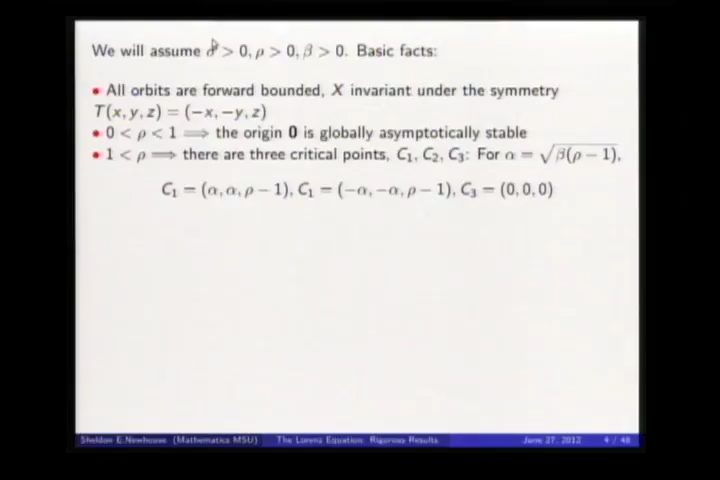 We will assume σ > 0, ρ > 0, β > 0. Basic facts:
• All orbits are forward bounded, X invariant under the symmetry
T(x, y, z) = (−x, −y, z)
• 0 < ρ < 1 ⟹ the origin 0 is globally asymptotically stable
• 1 < ρ ⟹ there are three critical points, C₁, C₂, C₃: For α = √β(ρ − 1),
C₁ = (α, α, ρ − 1), C₁ = (−α, −α, ρ − 1), C₃ = (0, 0, 0)
Sheldon E.Newhouse (Mathematics MSU) The Lorenz Equation: Rigorous Results June 27, 2012 4 / 48